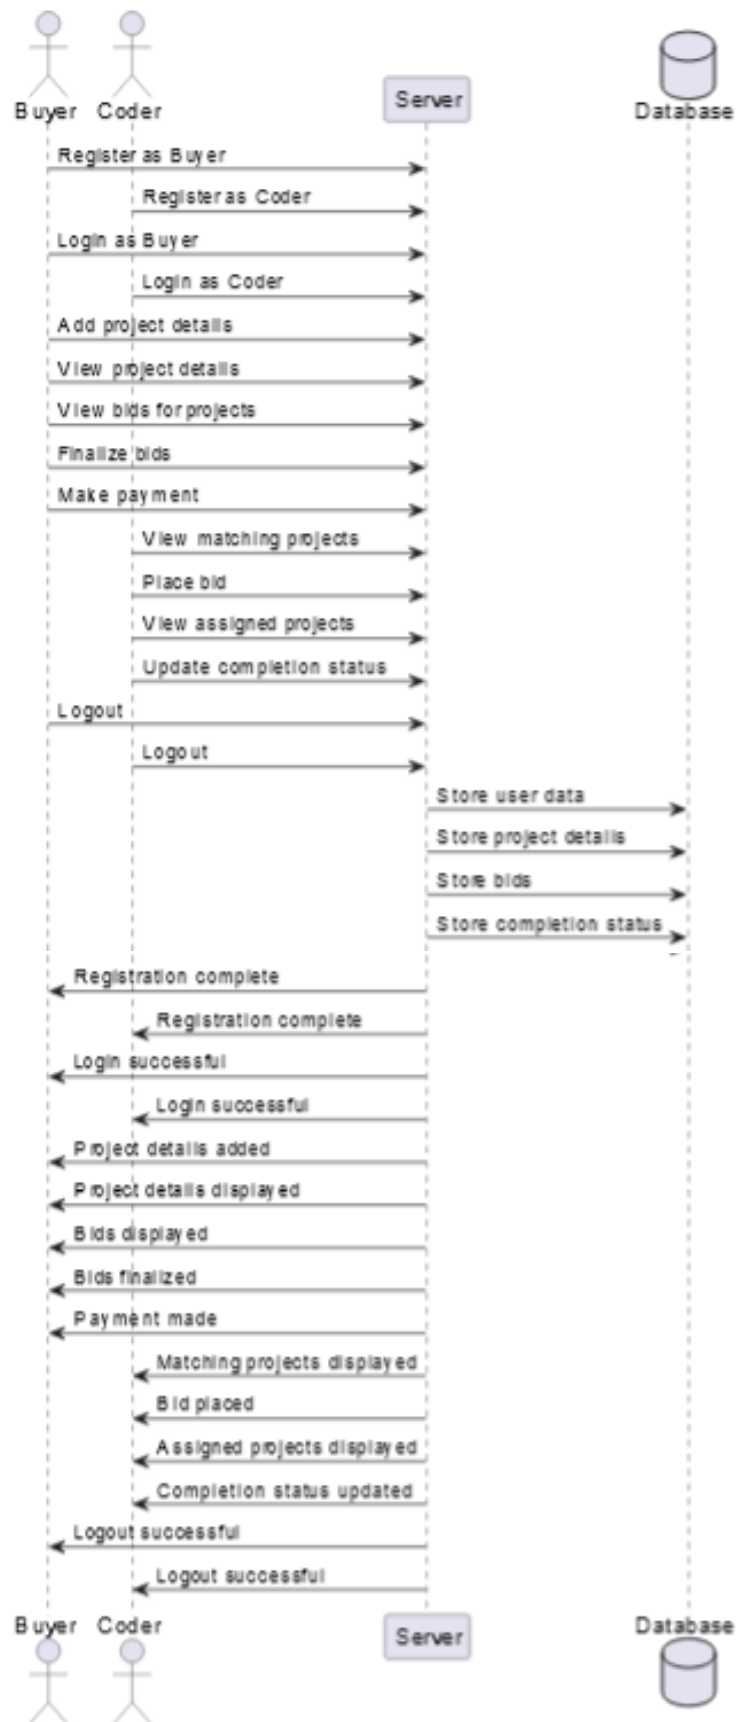 Buyer Coder Server Database
Register as Buyer
Register as Coder
Login as Buyer
Login as Coder
Add project details
View project details
View bids for projects
Finalize bids
Make payment
View matching projects
Place bid
View assigned projects
Update completion status
Logout
Logout
Store user data
Store project details
Store bids
Store completion status
Registration complete
Registration complete
Login successful
Login successful
Project details added
Project details displayed
Bids displayed
Bids finalized
Payment made
Matching projects displayed
Bid placed
Assigned projects displayed
Completion status updated
Logout successful
Logout successful
Buyer Coder Server Database